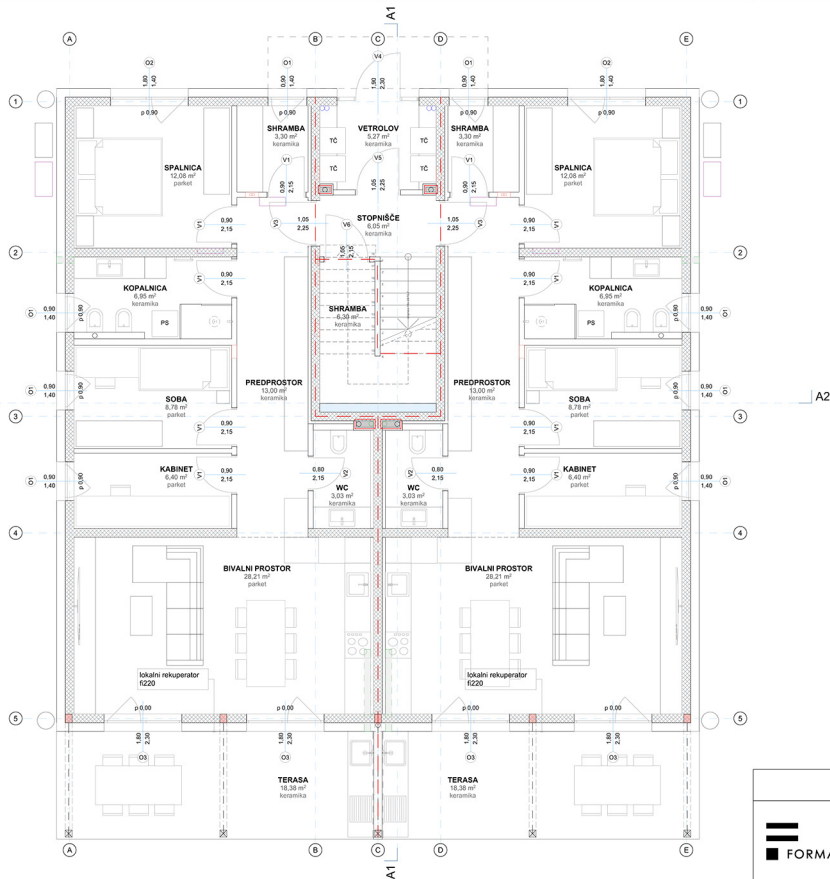 A1
A
B
C
D
E
O2
1,80
1,40
O1
0,90
1,40
V4
1,90
2,30
O1
0,90
1,40
O2
1,80
1,40
1
1
p 0,90
p 0,90
p 0,90
p 0,90
SHRAMBA
3,30 m²
keramika
VETROLOV
5,27 m²
keramika
SHRAMBA
3,30 m²
keramika
TČ
TČ
TČ
TČ
V1
0,90
2,15
V5
1,05
2,25
V1
0,90
2,15
SPALNICA
12,08 m²
parket
SPALNICA
12,08 m²
parket
V1
0,90
2,15
V3
1,05
2,25
STOPNIŠČE
6,05 m²
keramika
V6
1,05
2,15
1,05
2,25
V3
V1
0,90
2,15
2
2
KOPALNICA
6,95 m²
keramika
V1
0,90
2,15
KOPALNICA
6,95 m²
keramika
0,90
2,15
V1
O1
0,90
1,40
p 0,90
PS
SHRAMBA
6,30 m²
keramika
PS
p 0,90
0,90
1,40
O1
PREDPROSTOR
13,00 m²
keramika
PREDPROSTOR
13,00 m²
keramika
O1
0,90
1,40
p 0,90
SOBA
8,78 m²
parket
SOBA
8,78 m²
parket
p 0,90
0,90
1,40
O1
A2
3
3
V1
0,90
2,15
0,90
2,15
V1
O1
0,90
1,40
p 0,90
KABINET
6,40 m²
parket
V1
0,90
2,15
0,80
2,15
V2
WC
3,03 m²
keramika
V2
0,80
2,15
WC
3,03 m²
keramika
0,90
2,15
V1
KABINET
6,40 m²
parket
p 0,90
0,90
1,40
O1
4
4
BIVALNI PROSTOR
28,21 m²
parket
BIVALNI PROSTOR
28,21 m²
parket
lokalni rekuperator
fi220
lokalni rekuperator
fi220
p 0,00
p 0,00
p 0,00
p 0,00
5
5
1,80
2,30
O3
1,80
2,30
O3
1,80
2,30
O3
1,80
2,30
O3
TERASA
18,38 m²
keramika
TERASA
18,38 m²
keramika
A
B
C
D
E
A1
FORMA